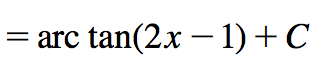 = arc tan(2x − 1) + C